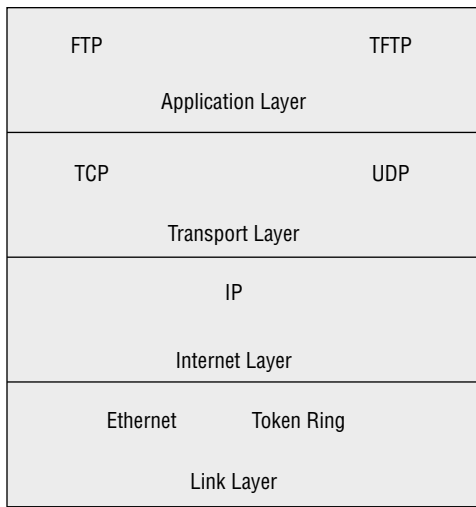 FTP TFTP
Application Layer
TCP UDP
Transport Layer
IP
Internet Layer
Ethernet Token Ring
Link Layer